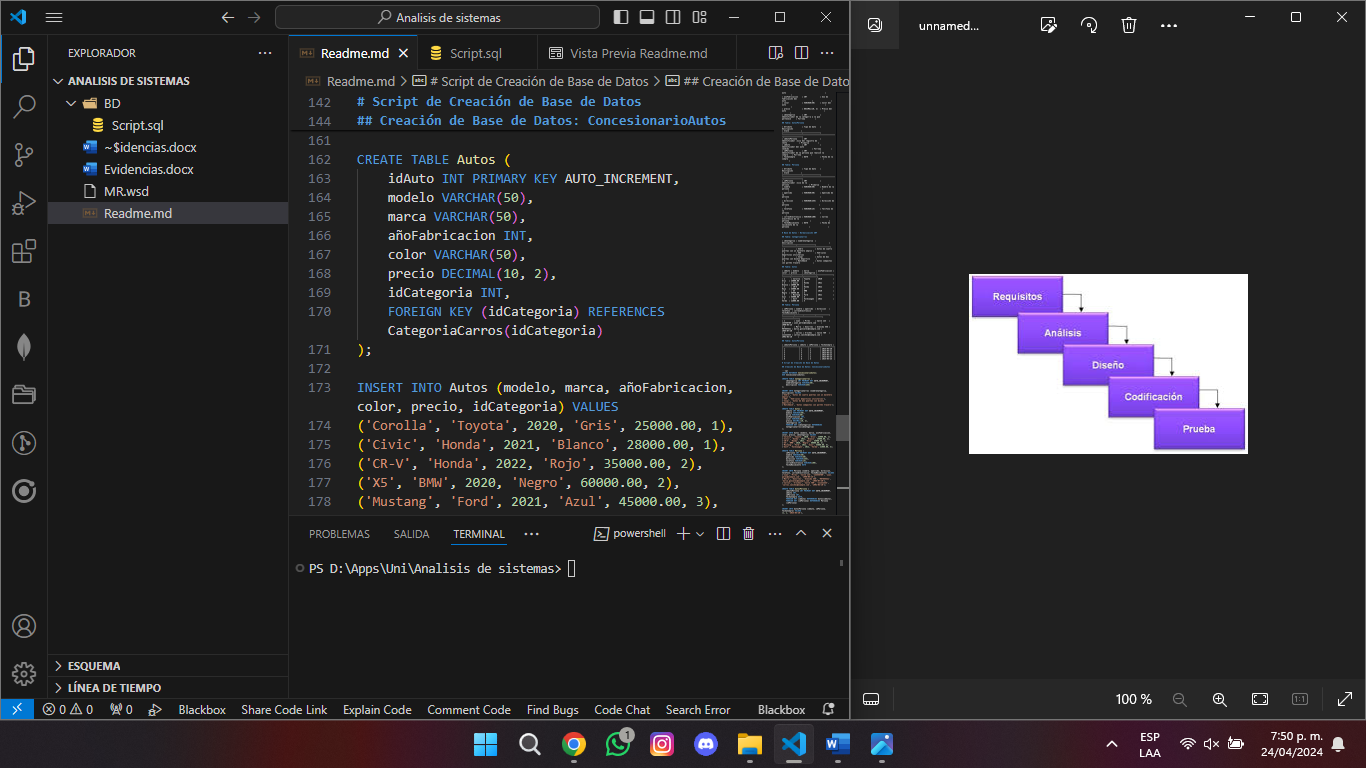 Analisis de sistemas
EXPLORADOR
ANALISIS DE SISTEMAS
BD
Script.sql
~$idencias.docx
Evidencias.docx
MR.wsd
Readme.md
ESQUEMA
LÍNEA DE TIEMPO
Readme.md
Script.sql
Vista Previa Readme.md
Readme.md > # Script de Creación de Base de Datos > ## Creación de Base de Dato
142 # Script de Creación de Base de Datos
144 ## Creación de Base de Datos: ConcesionarioAutos
161
162 CREATE TABLE Autos (
163 idAuto INT PRIMARY KEY AUTO_INCREMENT,
164 modelo VARCHAR(50),
165 marca VARCHAR(50),
166 añoFabricacion INT,
167 color VARCHAR(50),
168 precio DECIMAL(10, 2),
169 idCategoria INT,
170 FOREIGN KEY (idCategoria) REFERENCES
CategoriaCarros(idCategoria)
171 );
172
173 INSERT INTO Autos (modelo, marca, añoFabricacion,
color, precio, idCategoria) VALUES
174 ('Corolla', 'Toyota', 2020, 'Gris', 25000.00, 1),
175 ('Civic', 'Honda', 2021, 'Blanco', 28000.00, 1),
176 ('CR-V', 'Honda', 2022, 'Rojo', 35000.00, 2),
177 ('X5', 'BMW', 2020, 'Negro', 60000.00, 2),
178 ('Mustang', 'Ford', 2021, 'Azul', 45000.00, 3),
PROBLEMAS
SALIDA
TERMINAL
powershell
PS D:\Apps\Uni\Analisis de sistemas>
0 0 0
Blackbox
Share Code Link
Explain Code
Comment Code
Find Bugs
Code Chat
Search Error
Blackbox
unnamed...
Requisitos
Análisis
Diseño
Codificación
Prueba
100 %
1:1
1
ESP
LAA
7:50 p. m.
24/04/2024